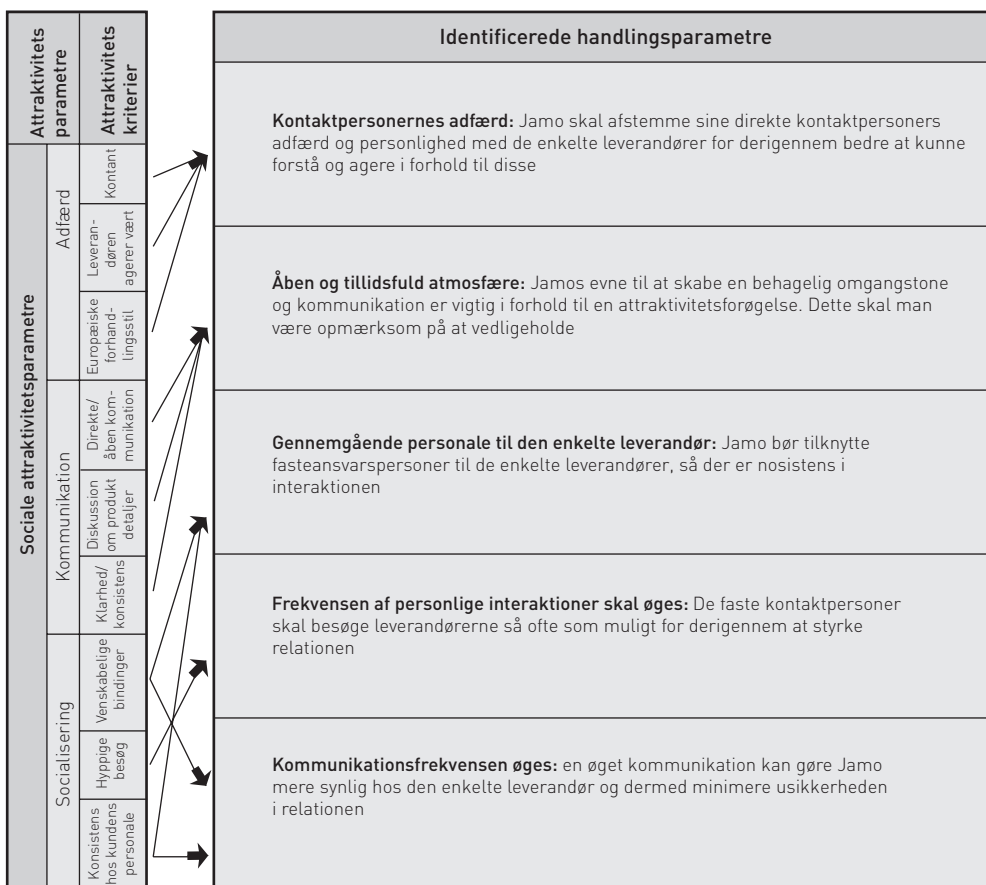 Attraktivitets
parametre
Attraktivitets
kriterier
Identificerede handlingsparametre
Sociale attraktivitetsparametre
Adfærd
Kontant
Leveran-
døren
agerer vært
Europæiske
forhand-
lingsstil
Kommunikation
Direkte/
åben kom-
munikation
Diskussion
om produkt
detaljer
Klarhed/
konsistens
Socialisering
Venskabelige
bindinger
Hyppige
besøg
Konsistens
hos kundens
personale
Kontaktpersonernes adfærd: Jamo skal afstemme sine direkte kontaktpersoners
adfærd og personlighed med de enkelte leverandører for derigennem bedre at kunne
forstå og agere i forhold til disse
Åben og tillidsfuld atmosfære: Jamos evne til at skabe en behagelig omgangstone
og kommunikation er vigtig i forhold til en attraktivitetsforøgelse. Dette skal man
være opmærksom på at vedligeholde
Gennemgående personale til den enkelte leverandør: Jamo bør tilknytte
fasteansvarspersoner til de enkelte leverandører, så der er nosistens i
interaktionen
Frekvensen af personlige interaktioner skal øges: De faste kontaktpersoner
skal besøge leverandørerne så ofte som muligt for derigennem at styrke
relationen
Kommunikationsfrekvensen øges: en øget kommunikation kan gøre Jamo
mere synlig hos den enkelte leverandør og dermed minimere usikkerheden
i relationen